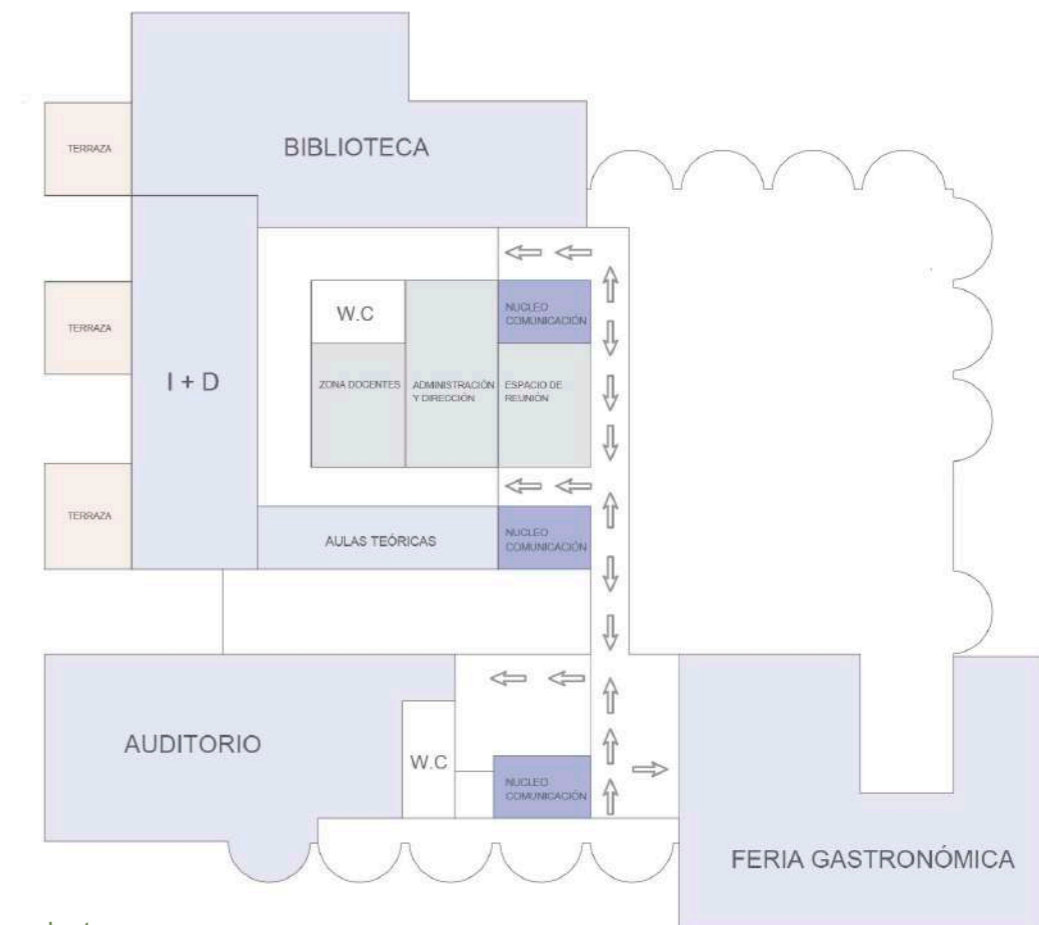 BIBLIOTECA
TERRAZA
NUCLEO
COMUNICACIÓN
W.C
TERRAZA
I + D
ZONA DOCENTES
ADMINISTRACIÓN
Y DIRECCIÓN
ESPACIO DE
REUNIÓN
TERRAZA
AULAS TEÓRICAS
NUCLEO
COMUNICACIÓN
AUDITORIO
W.C
NUCLEO
COMUNICACIÓN
FERIA GASTRONÓMICA